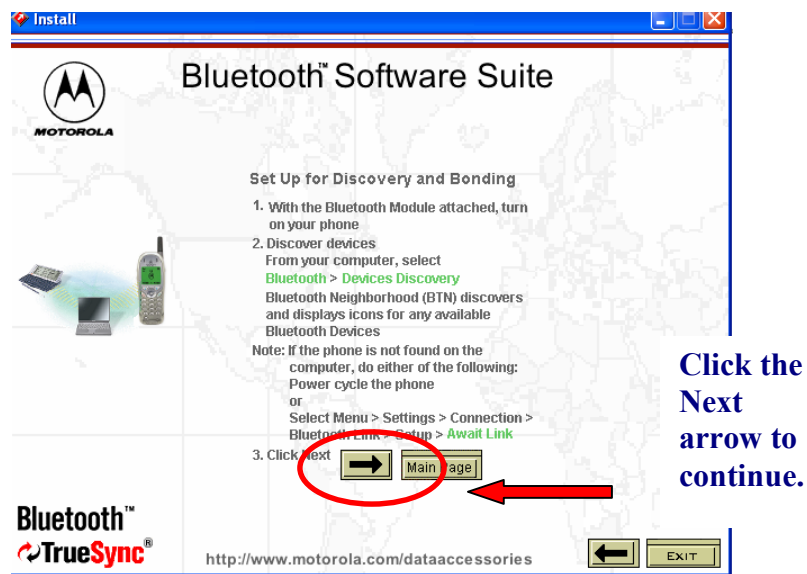 Install
Bluetooth™ Software Suite
MOTOROLA
Set Up for Discovery and Bonding
1. With the Bluetooth Module attached, turn
on your phone
2. Discover devices
From your computer, select
Bluetooth > Devices Discovery
Bluetooth Neighborhood (BTN) discovers
and displays icons for any available
Bluetooth Devices
Note: If the phone is not found on the
computer, do either of the following:
Power cycle the phone
or
Select Menu > Settings > Connection >
Bluetooth Link > Setup > Await Link
3. Click Next
Main Page
Click the
Next
arrow to
continue.
Bluetooth™
TrueSync®
http://www.motorola.com/dataaccessories
EXIT